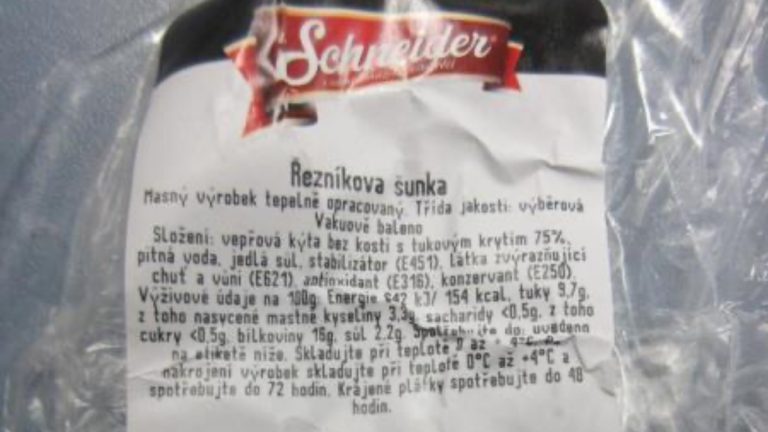 Schneider
Řezníkova šunka
Masný výrobek tepelně opracovaný. Třída jakosti: výběrová
Vakuově baleno
Složení: vepřová kýta bez kosti s tukovým krytím 75%,
pitná voda, jedlá sůl, stabilizátor (E451), látka zvýrazňující
chuť a vůni (E621), antioxidant (E316), konzervant (E250).
Výživové údaje na 100g: Energie 642 kJ/ 154 kcal, tuky 9,7g,
z toho nasycené mastné kyseliny 3,3g, sacharidy <0,5g, z toho
cukry <0,5g, bílkoviny 16g, sůl 2,2g. Spotřebujte do: uvedeno
na etiketě níže. Skladujte při teplotě 0 až + 4°C. Po
nakrojení výrobek skladujte při teplotě 0°C až +4°C a
spotřebujte do 72 hodin. Krájené plátky spotřebujte do 48
hodin.